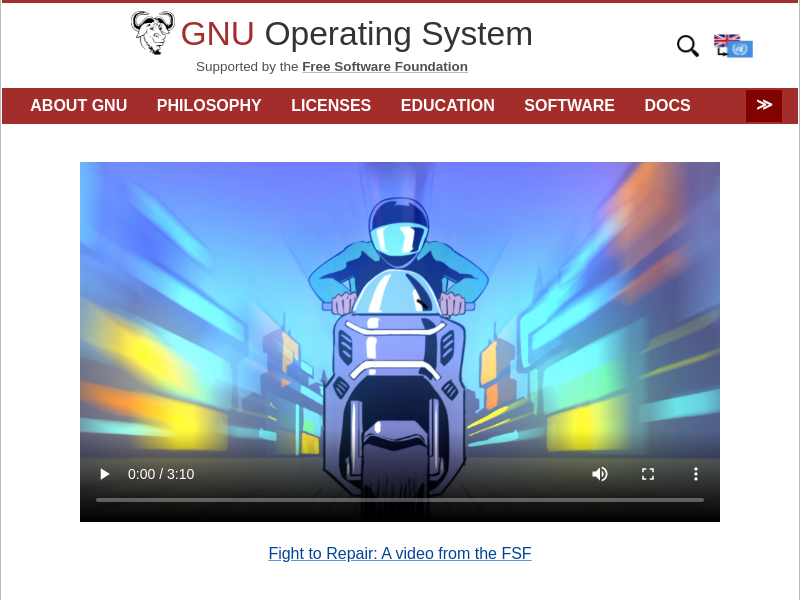 GNU Operating System
Supported by the Free Software Foundation
ABOUT GNU PHILOSOPHY LICENSES EDUCATION SOFTWARE DOCS ≫
0:00 / 3:10
Fight to Repair: A video from the FSF